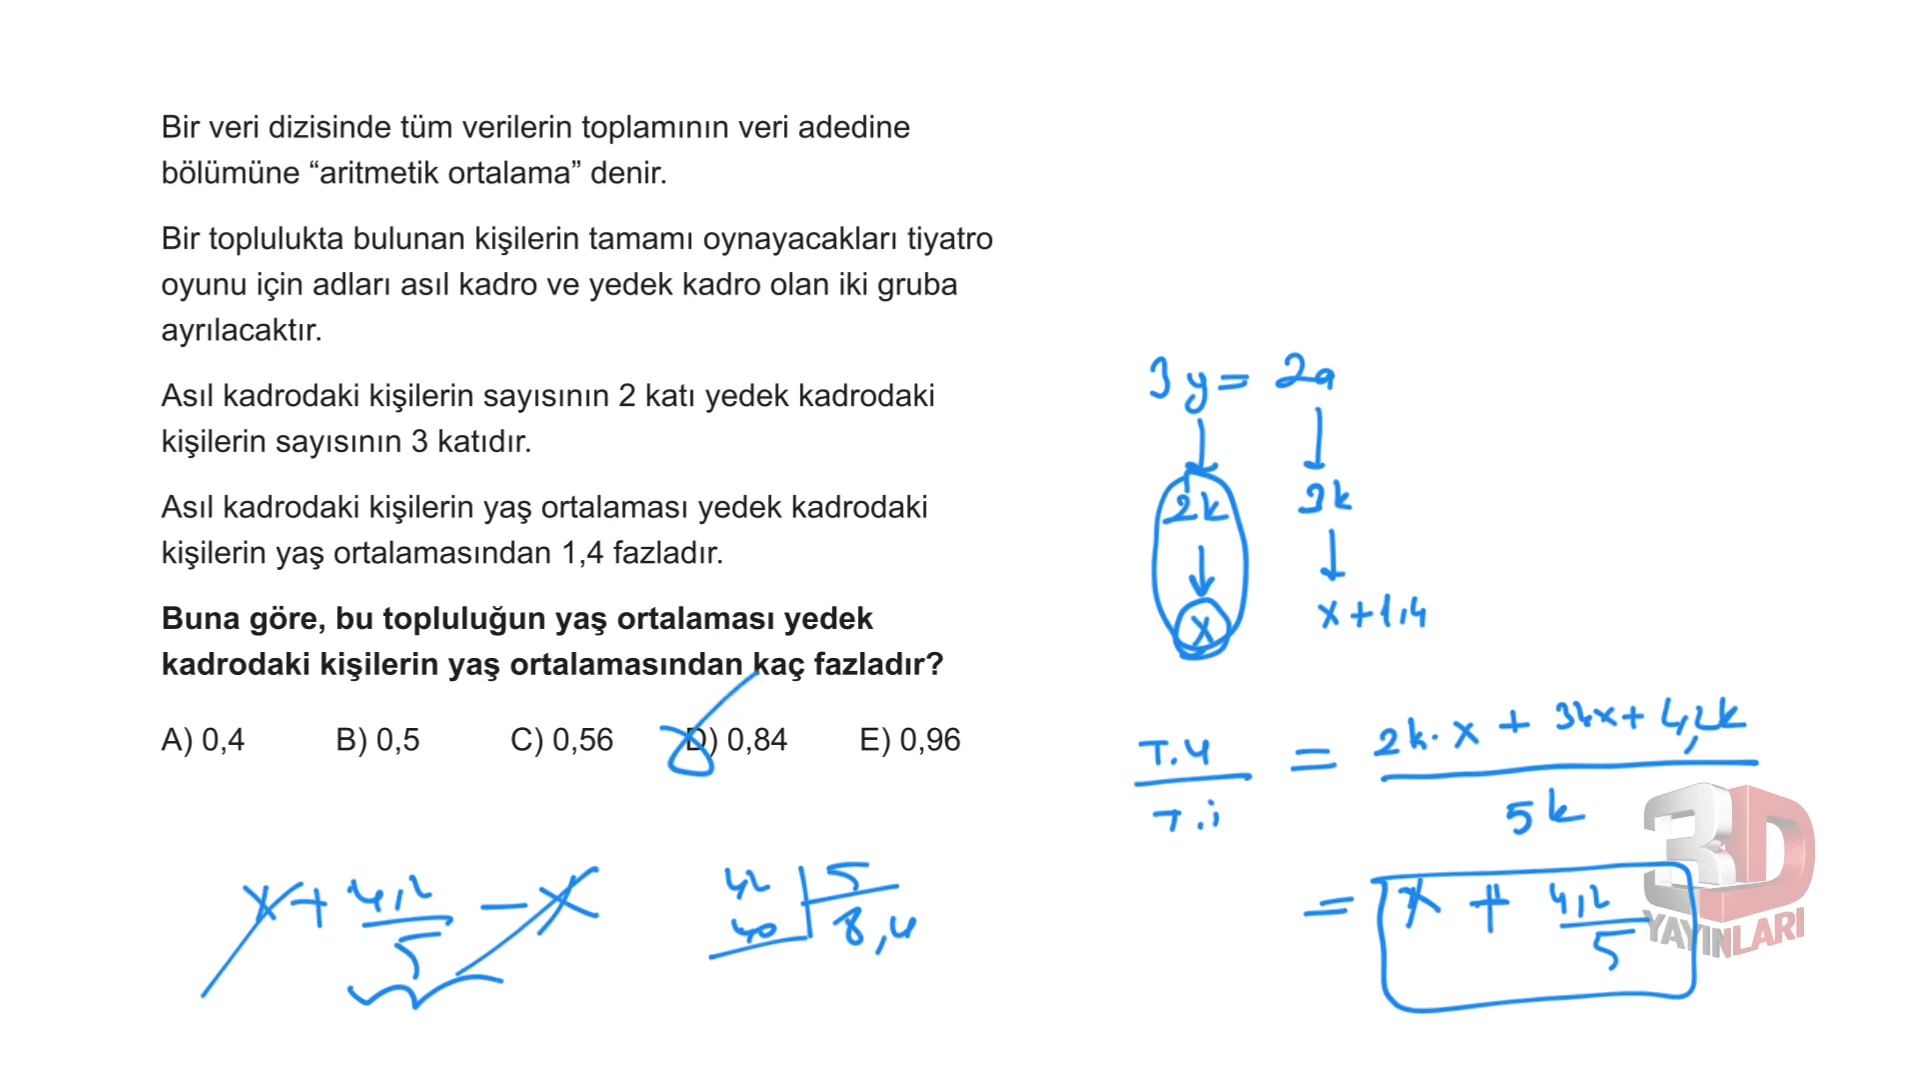 Bir veri dizisinde tüm verilerin toplamının veri adedine
bölümüne “aritmetik ortalama” denir.
Bir toplulukta bulunan kişilerin tamamı oynayacakları tiyatro
oyunu için adları asıl kadro ve yedek kadro olan iki gruba
ayrılacaktır.
Asıl kadrodaki kişilerin sayısının 2 katı yedek kadrodaki
kişilerin sayısının 3 katıdır.
Asıl kadrodaki kişilerin yaş ortalaması yedek kadrodaki
kişilerin yaş ortalamasından 1,4 fazladır.
Buna göre, bu topluluğun yaş ortalaması yedek
kadrodaki kişilerin yaş ortalamasından kaç fazladır?
A) 0,4 B) 0,5 C) 0,56 D) 0,84 E) 0,96
x + 4,2 / 5 - x
42 | 5
40 8,4
3y = 2a
2k 3k
x x + 1,4
T.Y / T.i = 2k.x + 3kx + 4,2k / 5k
= x + 4,2 / 5
3D
YAYINLARI